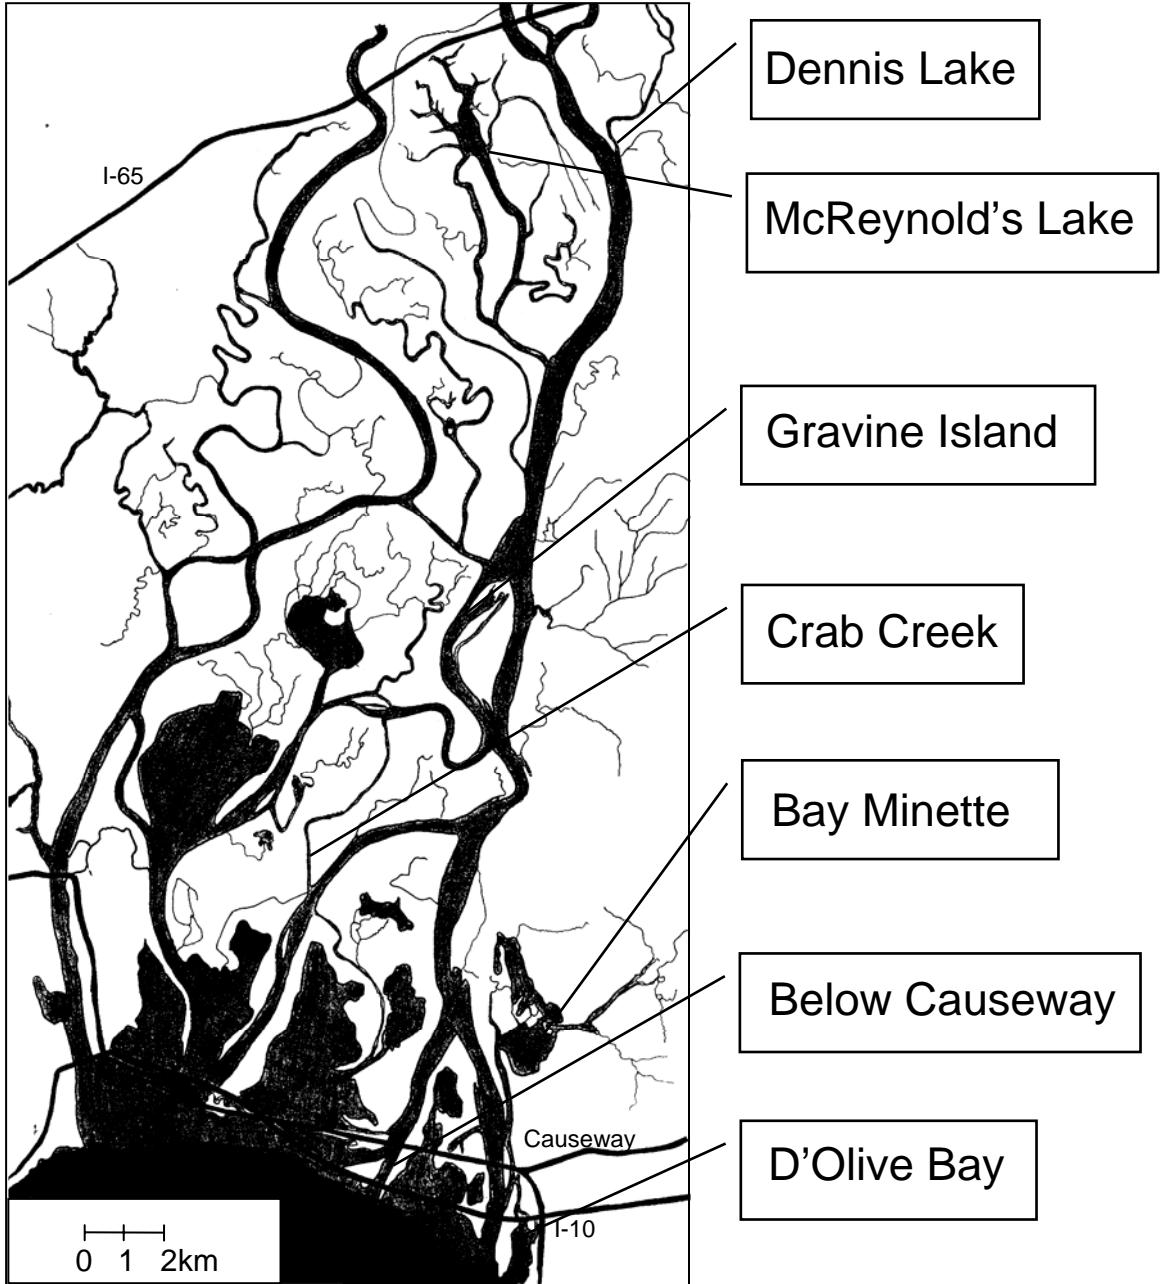 Dennis Lake
I-65
McReynold's Lake
Gravine Island
Crab Creek
Bay Minette
Below Causeway
Causeway
D'Olive Bay
I-10
0 1 2km